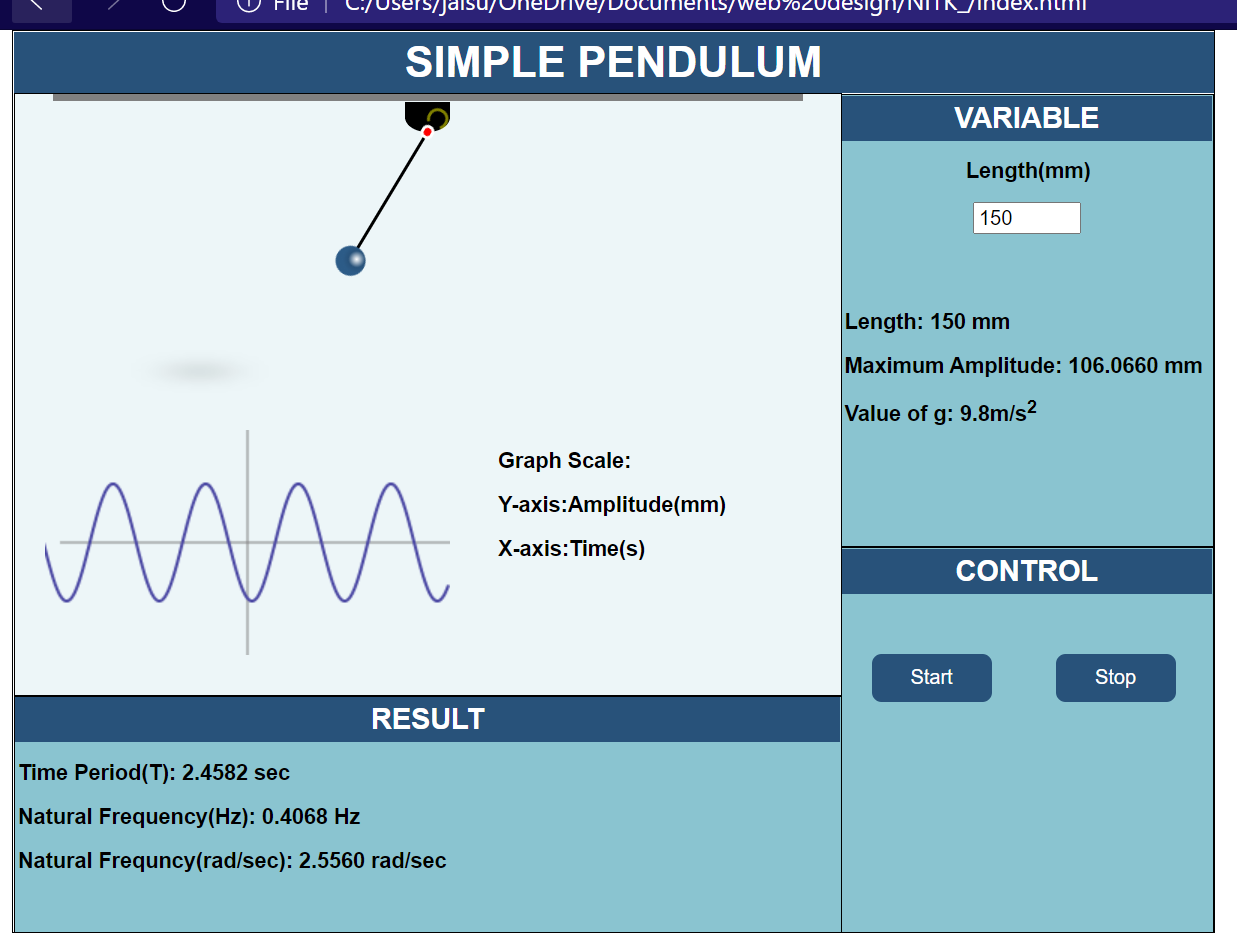 File C:/Users/jaisu/OneDrive/Documents/web%20design/NITK_/index.html
SIMPLE PENDULUM
VARIABLE
Length(mm)
150
Length: 150 mm
Maximum Amplitude: 106.0660 mm
Value of g: 9.8m/s²
Graph Scale:
Y-axis:Amplitude(mm)
X-axis:Time(s)
CONTROL
Start Stop
RESULT
Time Period(T): 2.4582 sec
Natural Frequency(Hz): 0.4068 Hz
Natural Frequncy(rad/sec): 2.5560 rad/sec